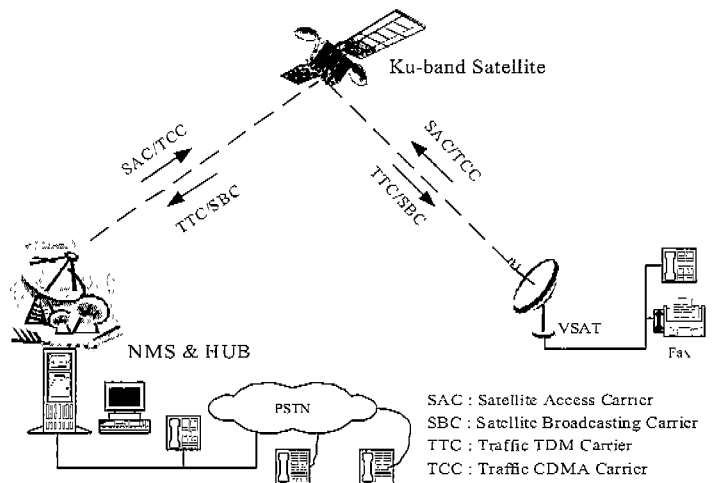 Ku-band Satellite
SAC/TCC
TTC/SBC
SAC/TCC
TTC/SBC
VSAT
Fax
NMS & HUB
PSTN
SAC : Satellite Access Carrier
SBC : Satellite Broadcasting Carrier
TTC : Traffic TDM Carrier
TCC : Traffic CDMA Carrier